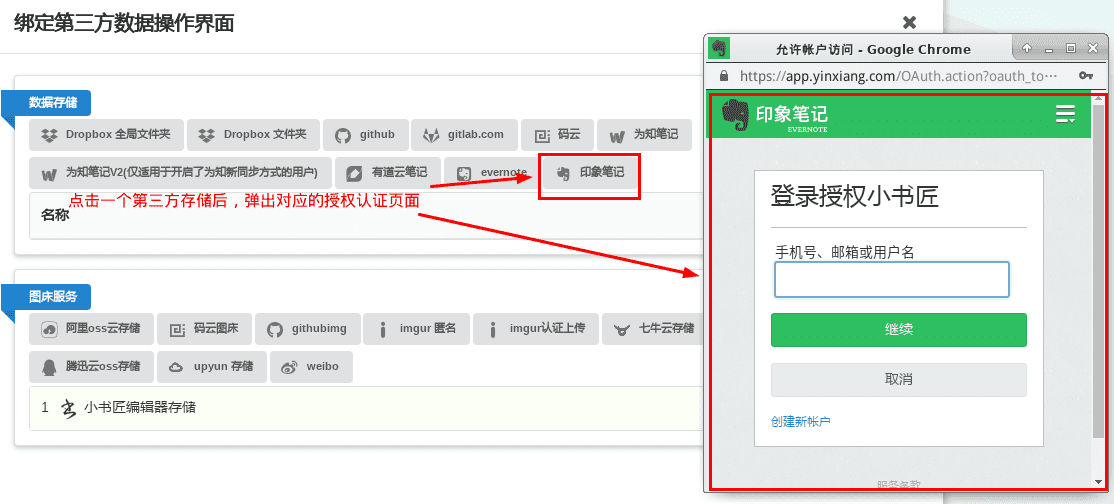 绑定第三方数据操作界面
数据存储
Dropbox 全局文件夹
Dropbox 文件夹
github
gitlab.com
码云
为知笔记
为知笔记V2(仅适用于开启了为知新同步方式的用户)
有道云笔记
evernote
印象笔记
点击一个第三方存储后，弹出对应的授权认证页面
名称
图床服务
阿里oss云存储
码云图床
githubimg
imgur 匿名
imgur认证上传
七牛云存储
腾迅云oss存储
upyun 存储
weibo
1 小书匠编辑器存储
允许帐户访问 - Google Chrome
https://app.yinxiang.com/OAuth.action?oauth_to…
印象笔记
EVERNOTE
登录授权小书匠
手机号、邮箱或用户名
继续
取消
创建新帐户
服务条款